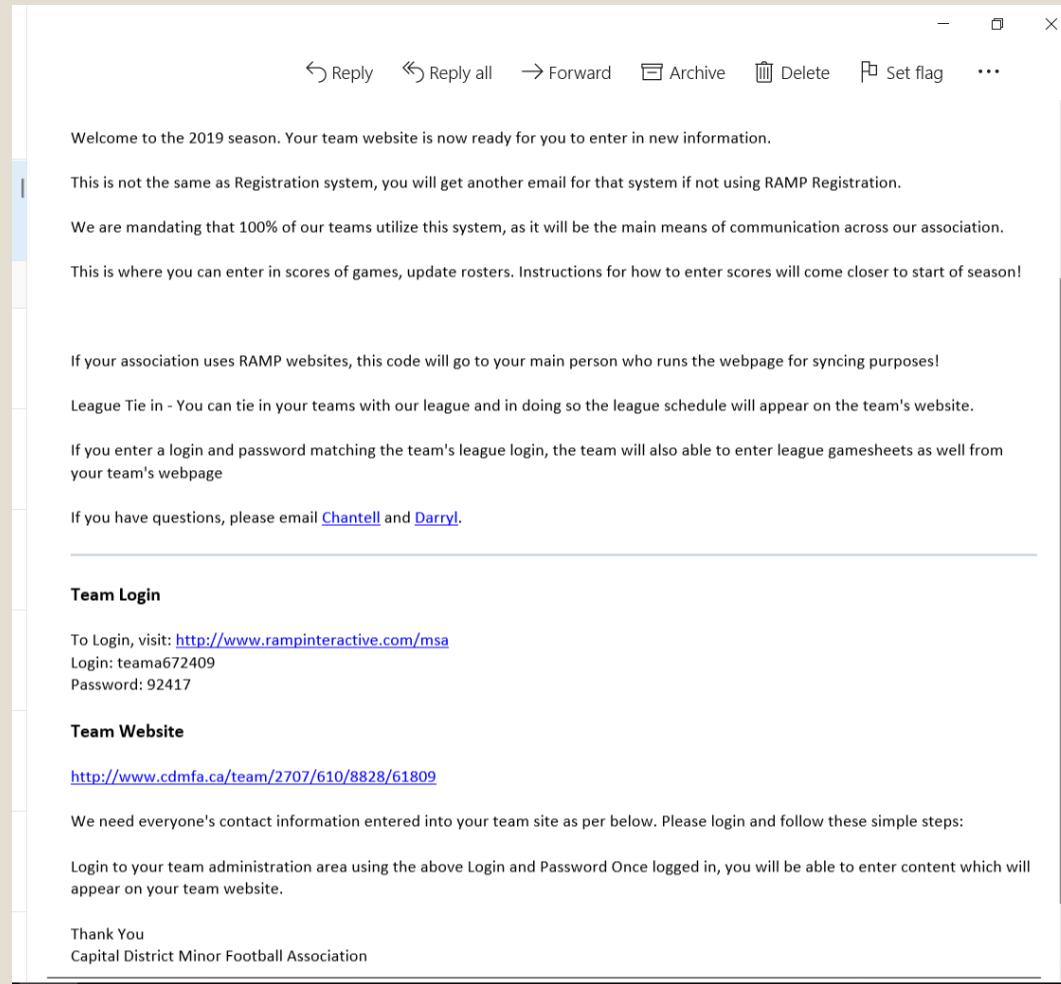 Reply Reply all Forward Archive Delete Set flag
Welcome to the 2019 season. Your team website is now ready for you to enter in new information.
This is not the same as Registration system, you will get another email for that system if not using RAMP Registration.
We are mandating that 100% of our teams utilize this system, as it will be the main means of communication across our association.
This is where you can enter in scores of games, update rosters. Instructions for how to enter scores will come closer to start of season!
If your association uses RAMP websites, this code will go to your main person who runs the webpage for syncing purposes!
League Tie in - You can tie in your teams with our league and in doing so the league schedule will appear on the team's website.
If you enter a login and password matching the team's league login, the team will also able to enter league gamesheets as well from
your team's webpage
If you have questions, please email Chantell and Darryl.
Team Login
To Login, visit: http://www.rampinteractive.com/msa
Login: teama672409
Password: 92417
Team Website
http://www.cdmfa.ca/team/2707/610/8828/61809
We need everyone's contact information entered into your team site as per below. Please login and follow these simple steps:
Login to your team administration area using the above Login and Password Once logged in, you will be able to enter content which will
appear on your team website.
Thank You
Capital District Minor Football Association